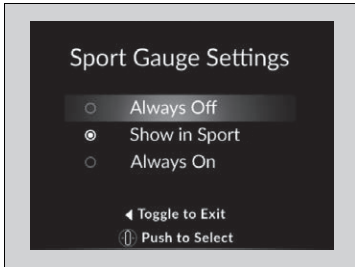 Sport Gauge Settings
Always Off
Show in Sport
Always On
Toggle to Exit
Push to Select